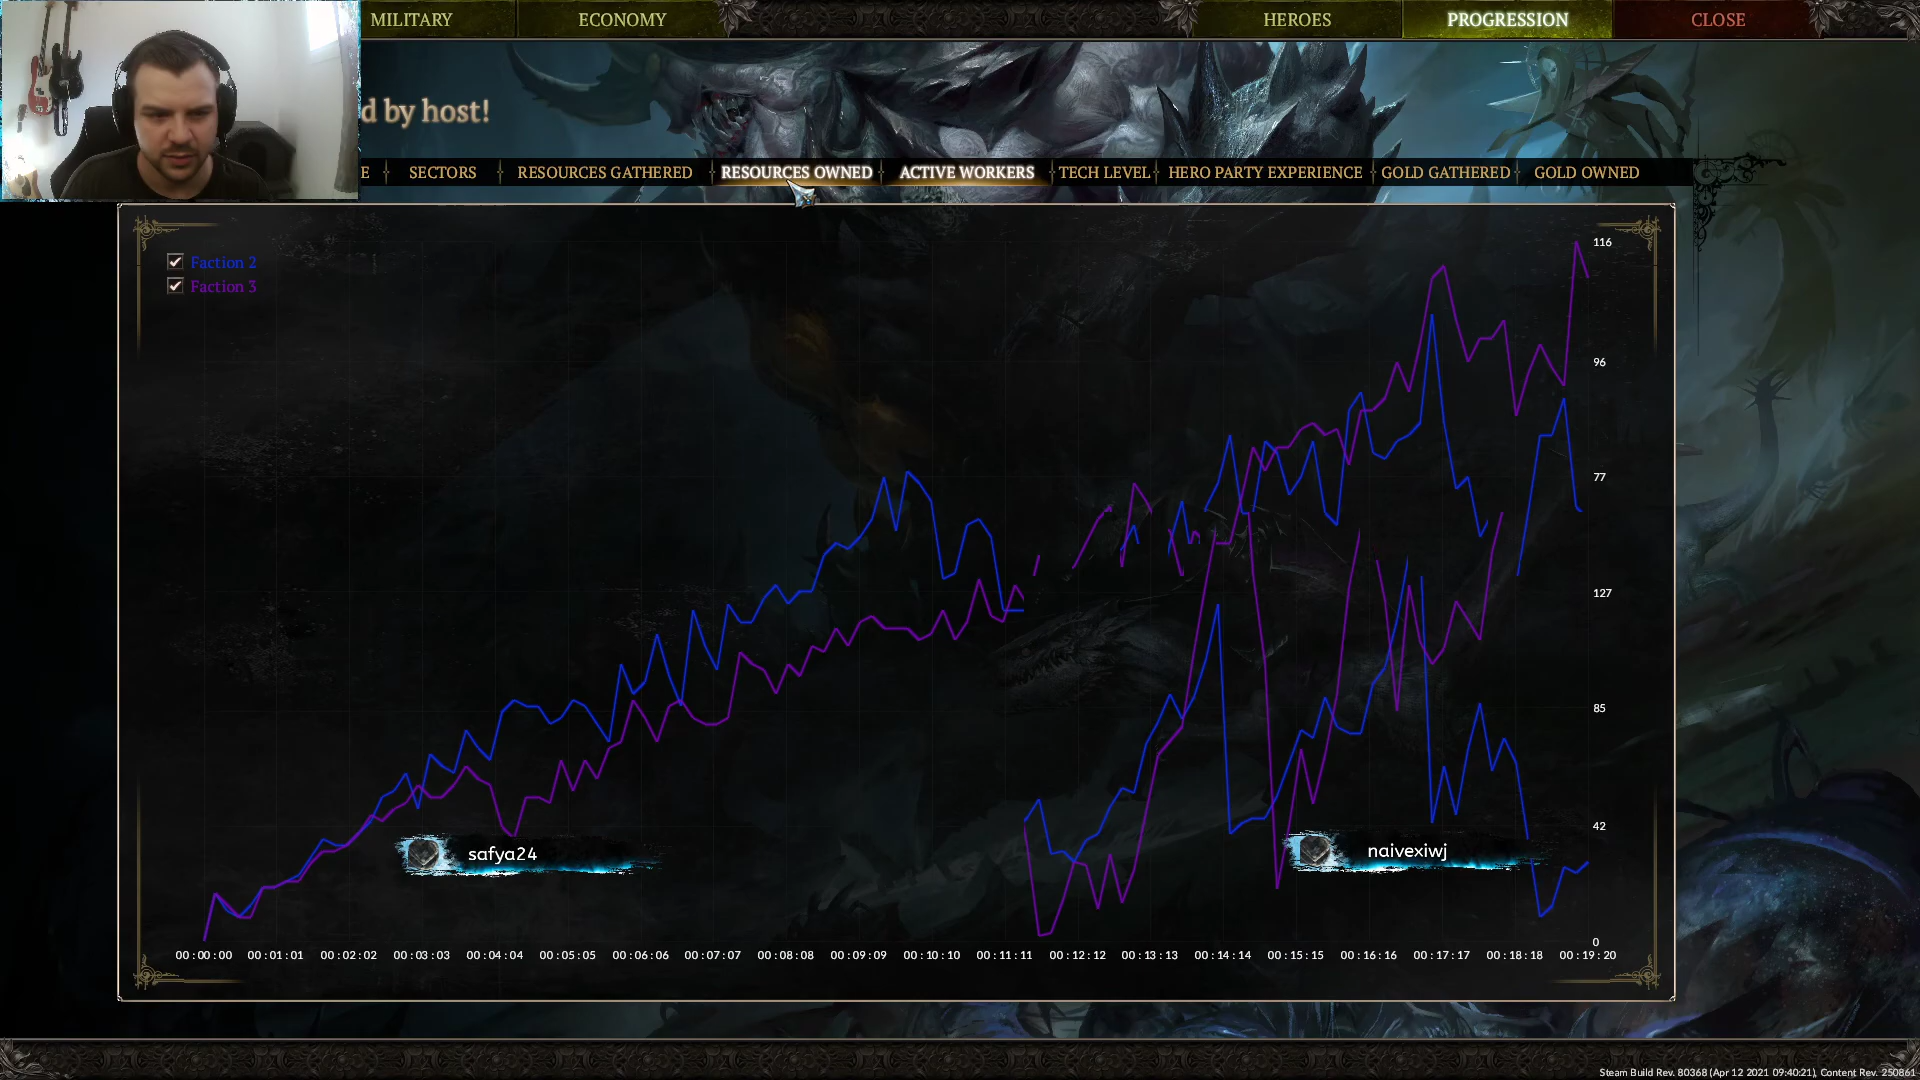 MILITARY
ECONOMY
HEROES
PROGRESSION
CLOSE
d by host!
E
SECTORS
RESOURCES GATHERED
RESOURCES OWNED
ACTIVE WORKERS
TECH LEVEL
HERO PARTY EXPERIENCE
GOLD GATHERED
GOLD OWNED
Faction 2
Faction 3
116
96
77
127
85
42
0
safya24
naivexiwj
00:00:00
00:01:01
00:02:02
00:03:03
00:04:04
00:05:05
00:06:06
00:07:07
00:08:08
00:09:09
00:10:10
00:11:11
00:12:12
00:13:13
00:14:14
00:15:15
00:16:16
00:17:17
00:18:18
00:19:20
Steam Build Rev. 80368 (Apr 12 2021 09:40:21), Content Rev. 250861